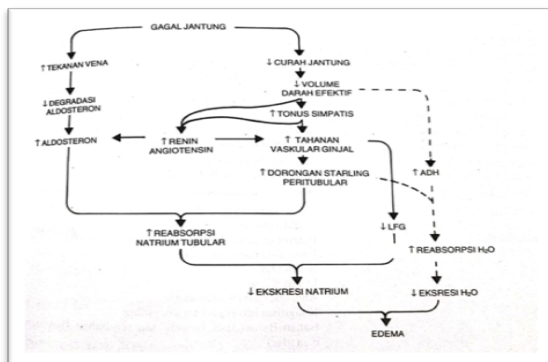 GAGAL JANTUNG
↑ TEKANAN VENA
↓ CURAH JANTUNG
↓ VOLUME
DARAH EFEKTIF
↓ DEGRADASI
ALDOSTERON
↑ TONUS SIMPATIS
↑ ALDOSTERON
↑ RENIN
ANGIOTENSIN
↑ TAHANAN
VASKULAR GINJAL
↑ DORONGAN STARLING
PERITUBULAR
↑ ADH
↑ REABSORPSI
NATRIUM TUBULAR
↓ LFG
↑ REABSORPSI H₂O
↓ EKSKRESI NATRIUM
↓ EKSRESI H₂O
EDEMA